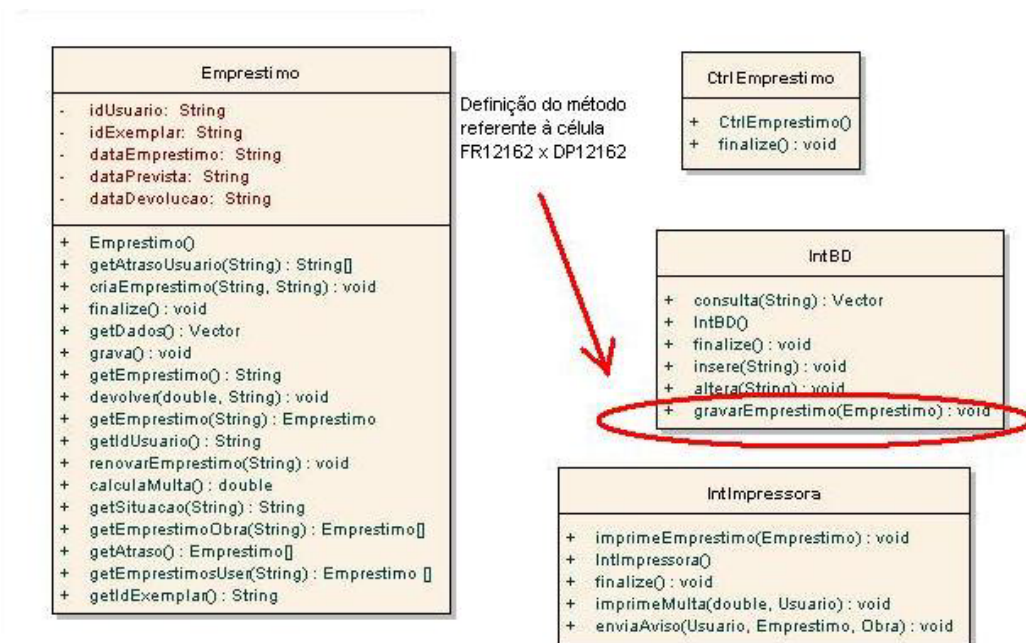 Emprestimo
- idUsuario: String
- idExemplar: String
- dataEmprestimo: String
- dataPrevista: String
- dataDevolucao: String
+ Emprestimo()
+ getAtrasoUsuario(String) : String[]
+ criaEmprestimo(String, String) : void
+ finalize() : void
+ getDados() : Vector
+ grava() : void
+ getEmprestimo() : String
+ devolver(double, String) : void
+ getEmprestimo(String) : Emprestimo
+ getIdUsuario() : String
+ renovarEmprestimo(String) : void
+ calculaMulta() : double
+ getSituacao(String) : String
+ getEmprestimoObra(String) : Emprestimo[]
+ getAtraso() : Emprestimo[]
+ getEmprestimosUser(String) : Emprestimo []
+ getIdExemplar() : String
Definição do método
referente à célula
FR12162 x DP12162
CtrlEmprestimo
+ CtrlEmprestimo()
+ finalize() : void
IntBD
+ consulta(String) : Vector
+ IntBD()
+ finalize() : void
+ insere(String) : void
+ altera(String) : void
+ gravarEmprestimo(Emprestimo) : void
IntImpressora
+ imprimeEmprestimo(Emprestimo) : void
+ IntImpressora()
+ finalize() : void
+ imprimeMulta(double, Usuario) : void
+ enviaAviso(Usuario, Emprestimo, Obra) : void